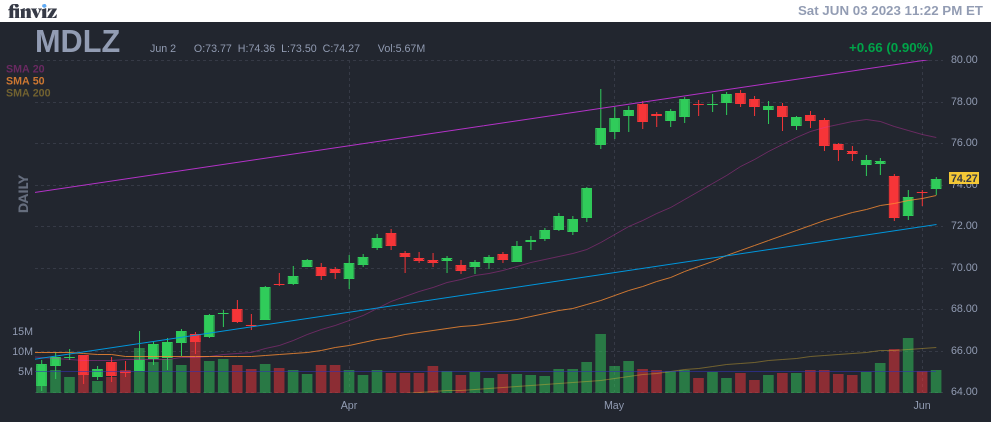 finviz
Sat JUN 03 2023 11:22 PM ET
MDLZ
Jun 2 O:73.77 H:74.36 L:73.50 C:74.27 Vol:5.67M
+0.66 (0.90%)
SMA 20
SMA 50
SMA 200
DAILY
80.00
78.00
76.00
74.27
74.00
72.00
70.00
68.00
66.00
64.00
15M
10M
5M
Apr May Jun